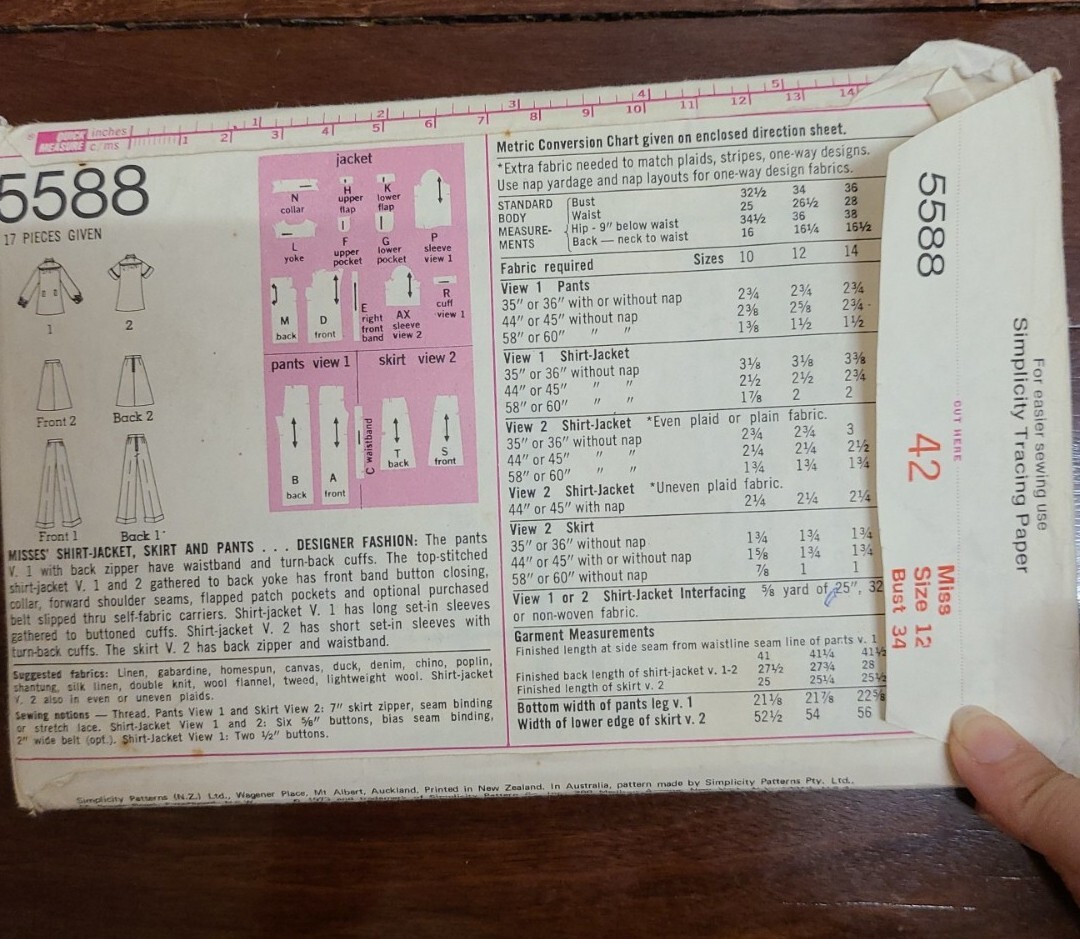 QUICK MEASURE inches c/ms
1 2 3 4 5
1 2 3 4 5 6 7 8 9 10 11 12 13 14
5588
17 PIECES GIVEN
1
2
Front 2
Back 2
Front 1
Back 1
jacket
N collar
H upper flap
K lower flap
L yoke
F upper pocket
G lower pocket
P sleeve view 1
M back
D front
E right front band
AX sleeve view 2
R cuff view 1
pants view 1
skirt view 2
B back
A front
C waistband
T back
S front
MISSES' SHIRT-JACKET, SKIRT AND PANTS . . . DESIGNER FASHION: The pants
V. 1 with back zipper have waistband and turn-back cuffs. The top-stitched
shirt-jacket V. 1 and 2 gathered to back yoke has front band button closing,
collar, forward shoulder seams, flapped patch pockets and optional purchased
belt slipped thru self-fabric carriers. Shirt-jacket V. 1 has long set-in sleeves
gathered to buttoned cuffs. Shirt-jacket V. 2 has short set-in sleeves with
turn-back cuffs. The skirt V. 2 has back zipper and waistband.
Suggested fabrics: Linen, gabardine, homespun, canvas, duck, denim, chino, poplin,
shantung, silk linen, double knit, wool flannel, tweed, lightweight wool. Shirt-jacket
V. 2 also in even or uneven plaids.
Sewing notions — Thread. Pants View 1 and Skirt View 2: 7" skirt zipper, seam binding
or stretch lace. Shirt-Jacket View 1 and 2: Six ⅝" buttons, bias seam binding,
2" wide belt (opt.). Shirt-Jacket View 1: Two ½" buttons.
Metric Conversion Chart given on enclosed direction sheet.
*Extra fabric needed to match plaids, stripes, one-way designs.
Use nap yardage and nap layouts for one-way design fabrics.
STANDARD BODY MEASURE-MENTS
Bust 32½ 34 36
Waist 25 26½ 28
Hip - 9" below waist 34½ 36 38
Back — neck to waist 16 16¼ 16½
Fabric required Sizes 10 12 14
View 1 Pants
35" or 36" with or without nap 2¾ 2¾ 2¾
44" or 45" without nap 2⅜ 2⅝ 2¾
58" or 60" " " 1⅜ 1½ 1½
View 1 Shirt-Jacket
35" or 36" without nap 3⅛ 3⅛ 3⅜
44" or 45" " " 2½ 2½ 2¾
58" or 60" " " 1⅞ 2 2
View 2 Shirt-Jacket *Even plaid or plain fabric.
35" or 36" without nap 2¾ 2¾ 3
44" or 45" " " 2¼ 2¼ 2½
58" or 60" " " 1¾ 1¾ 1¾
View 2 Shirt-Jacket *Uneven plaid fabric.
44" or 45" with nap 2¼ 2¼ 2¼
View 2 Skirt
35" or 36" without nap 1¾ 1¾ 1¾
44" or 45" with or without nap 1⅝ 1¾ 1¾
58" or 60" without nap ⅞ 1 1
View 1 or 2 Shirt-Jacket Interfacing ⅝ yard of 25", 32
or non-woven fabric.
Garment Measurements
Finished length at side seam from waistline seam line of pants v. 1
41 41¼ 41½
Finished back length of shirt-jacket v. 1-2 27½ 27¾ 28
Finished length of skirt v. 2 25 25¼ 25½
Bottom width of pants leg v. 1 21⅛ 21⅞ 22⅝
Width of lower edge of skirt v. 2 52½ 54 56
Simplicity Patterns (N.Z.) Ltd., Wagener Place, Mt Albert, Auckland. Printed in New Zealand. In Australia, pattern made by Simplicity Patterns Pty. Ltd.,
5588
42
Miss
Size 12
Bust 34
CUT HERE
For easier sewing use
Simplicity Tracing Paper